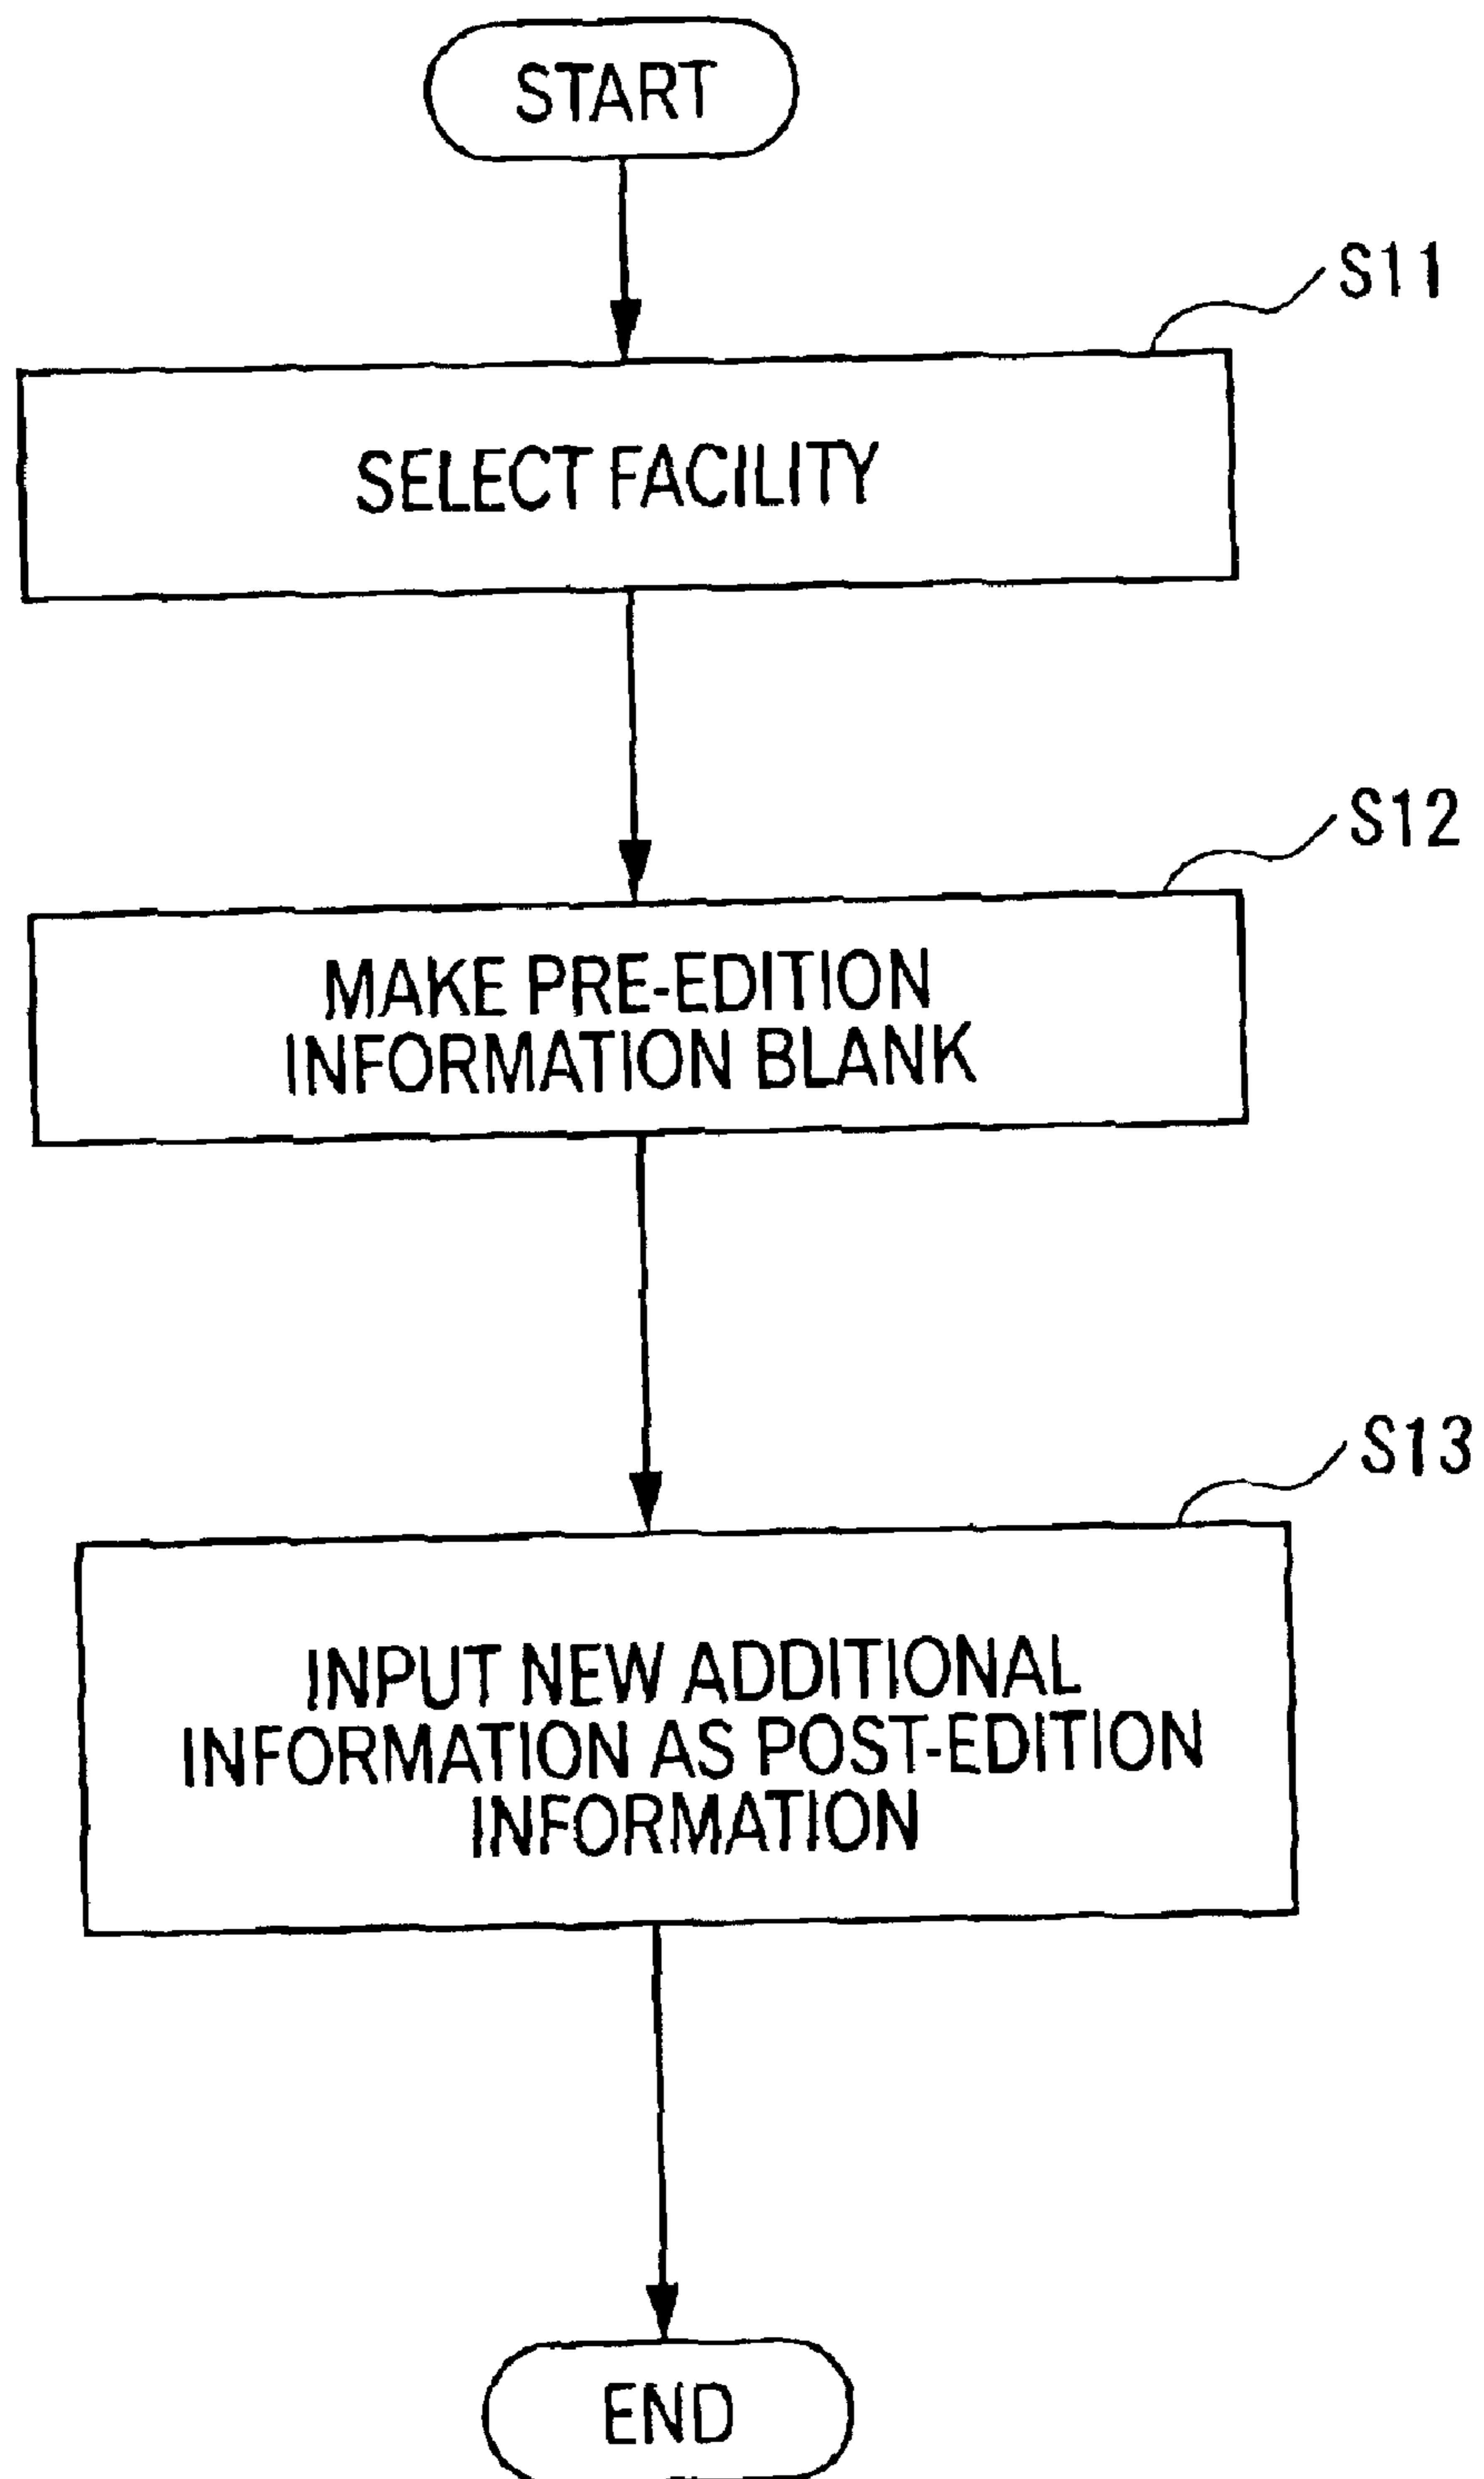 START
S11
SELECT FACILITY
S12
MAKE PRE-EDITION
INFORMATION BLANK
S13
INPUT NEW ADDITIONAL
INFORMATION AS POST-EDITION
INFORMATION
END